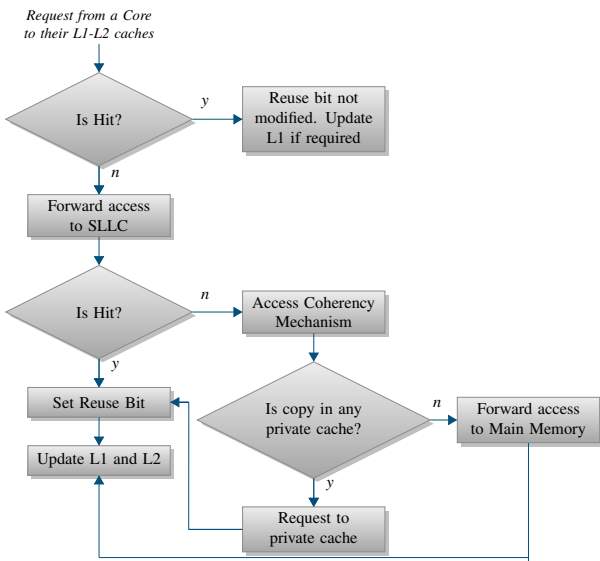 Request from a Core
to their L1-L2 caches
Is Hit?
y
Reuse bit not
modified. Update
L1 if required
n
Forward access
to SLLC
Is Hit?
n
Access Coherency
Mechanism
y
Set Reuse Bit
Is copy in any
private cache?
n
Forward access
to Main Memory
Update L1 and L2
y
Request to
private cache